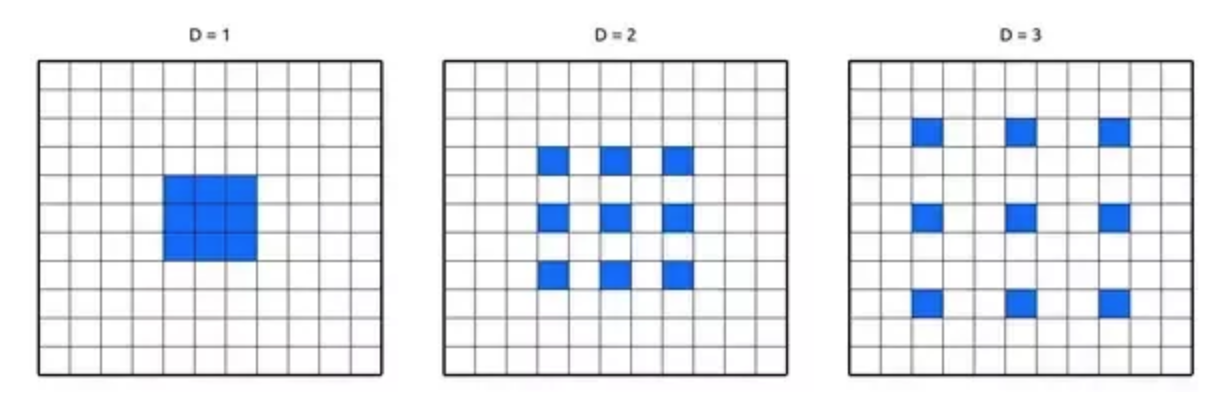 D = 1
D = 2
D = 3